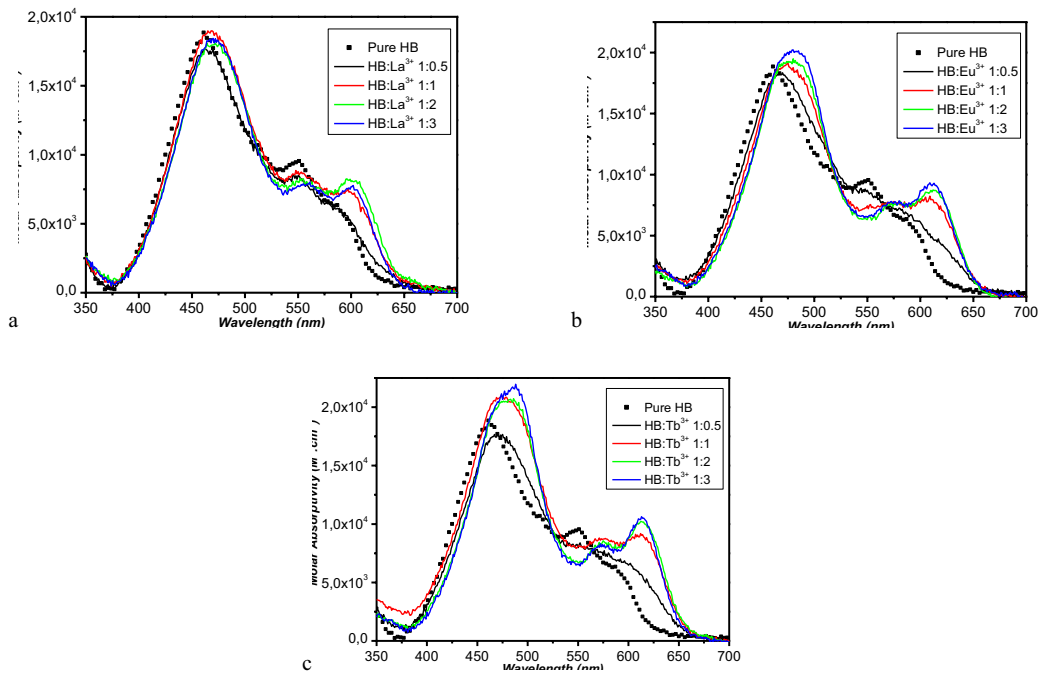 2,0x10⁴
1,5x10⁴
1,0x10⁴
5,0x10³
0,0
350 400 450 500 550 600 650 700
Wavelength (nm)
Pure HB
HB:La³⁺ 1:0.5
HB:La³⁺ 1:1
HB:La³⁺ 1:2
HB:La³⁺ 1:3
a
2,0x10⁴
1,5x10⁴
1,0x10⁴
5,0x10³
0,0
350 400 450 500 550 600 650 700
Wavelength (nm)
Pure HB
HB:Eu³⁺ 1:0.5
HB:Eu³⁺ 1:1
HB:Eu³⁺ 1:2
HB:Eu³⁺ 1:3
b
Molar Absorptivity
2,0x10⁴
1,5x10⁴
1,0x10⁴
5,0x10³
0,0
350 400 450 500 550 600 650 700
Wavelength (nm)
Pure HB
HB:Tb³⁺ 1:0.5
HB:Tb³⁺ 1:1
HB:Tb³⁺ 1:2
HB:Tb³⁺ 1:3
c